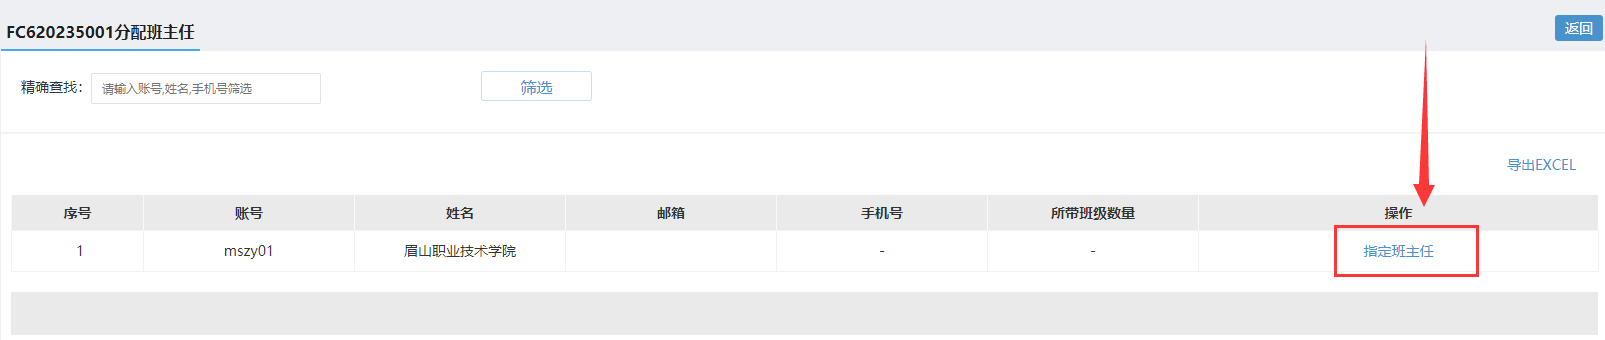 FC620235001分配班主任
返回
精确查找： 请输入账号,姓名,手机号筛选 筛选
导出EXCEL
序号 账号 姓名 邮箱 手机号 所带班级数量 操作
1 mszy01 眉山职业技术学院 - - 指定班主任